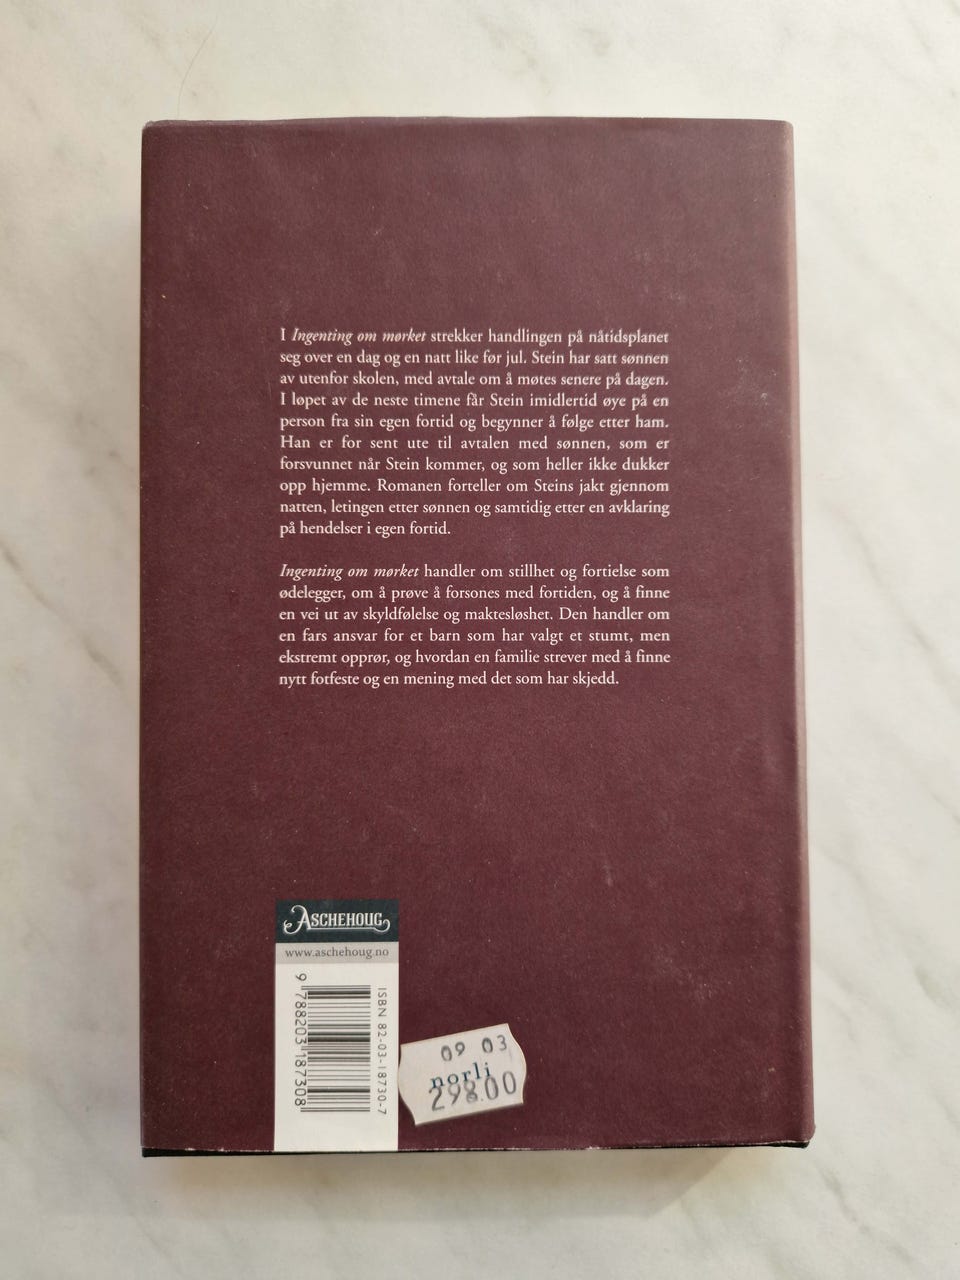 I Ingenting om mørket strekker handlingen på nåtidsplanet
seg over en dag og en natt like før jul. Stein har satt sønnen
av utenfor skolen, med avtale om å møtes senere på dagen.
I løpet av de neste timene får Stein imidlertid øye på en
person fra sin egen fortid og begynner å følge etter ham.
Han er for sent ute til avtalen med sønnen, som er
forsvunnet når Stein kommer, og som heller ikke dukker
opp hjemme. Romanen forteller om Steins jakt gjennom
natten, letingen etter sønnen og samtidig etter en avklaring
på hendelser i egen fortid.
Ingenting om mørket handler om stillhet og fortielse som
ødelegger, om å prøve å forsones med fortiden, og å finne
en vei ut av skyldfølelse og maktesløshet. Den handler om
en fars ansvar for et barn som har valgt et stumt, men
ekstremt opprør, og hvordan en familie strever med å finne
nytt fotfeste og en mening med det som har skjedd.
ASCHEHOUG
www.aschehoug.no
ISBN 82-03-18730-7
9 788203 187308
09 03
norli
298.00